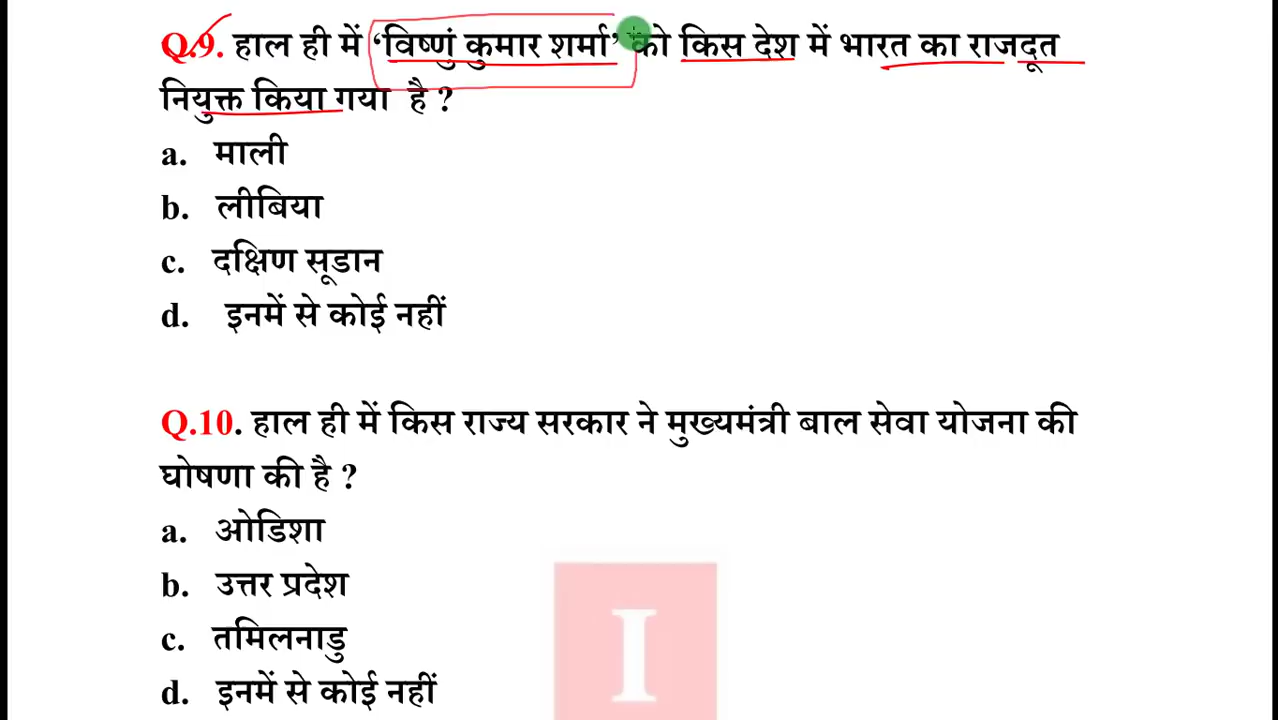 Q.9. हाल ही में ‘विष्णुं कुमार शर्मा’ को किस देश में भारत का राजदूत
नियुक्त किया गया है ?
a. माली
b. लीबिया
c. दक्षिण सूडान
d. इनमें से कोई नहीं
Q.10. हाल ही में किस राज्य सरकार ने मुख्यमंत्री बाल सेवा योजना की
घोषणा की है ?
a. ओडिशा
b. उत्तर प्रदेश
c. तमिलनाडु
d. इनमें से कोई नहीं
I